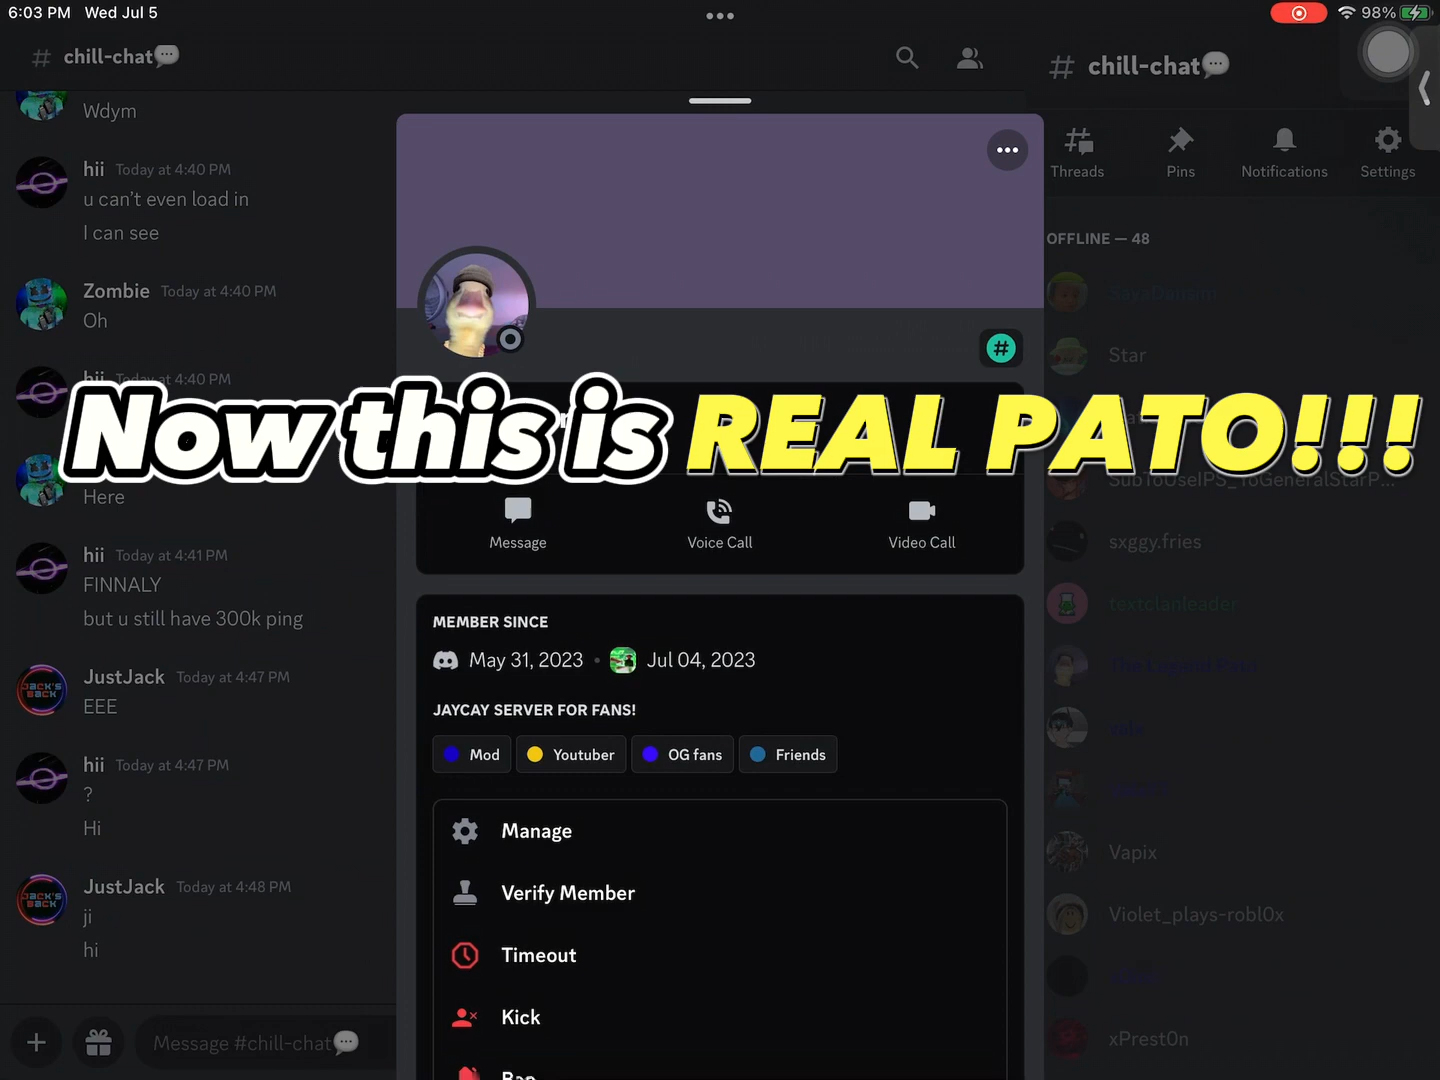 6:03 PM Wed Jul 5
98%
# chill-chat
Wdym
hii Today at 4:40 PM
u can't even load in
I can see
Zombie Today at 4:40 PM
Oh
hii Today at 4:40 PM
Here
hii Today at 4:41 PM
FINNALY
but u still have 300k ping
JustJack Today at 4:47 PM
EEE
hii Today at 4:47 PM
?
Hi
JustJack Today at 4:48 PM
ji
hi
Message #chill-chat
Now this is REAL PATO!!!
Message
Voice Call
Video Call
MEMBER SINCE
May 31, 2023 • Jul 04, 2023
JAYCAY SERVER FOR FANS!
Mod
Youtuber
OG fans
Friends
Manage
Verify Member
Timeout
Kick
Ban
# chill-chat
Threads
Pins
Notifications
Settings
OFFLINE — 48
Star
SubToUseIPS_ToGeneralStarP...
sxggy.fries
textclanleader
Vapix
Violet_plays-robl0x
xPrest0n